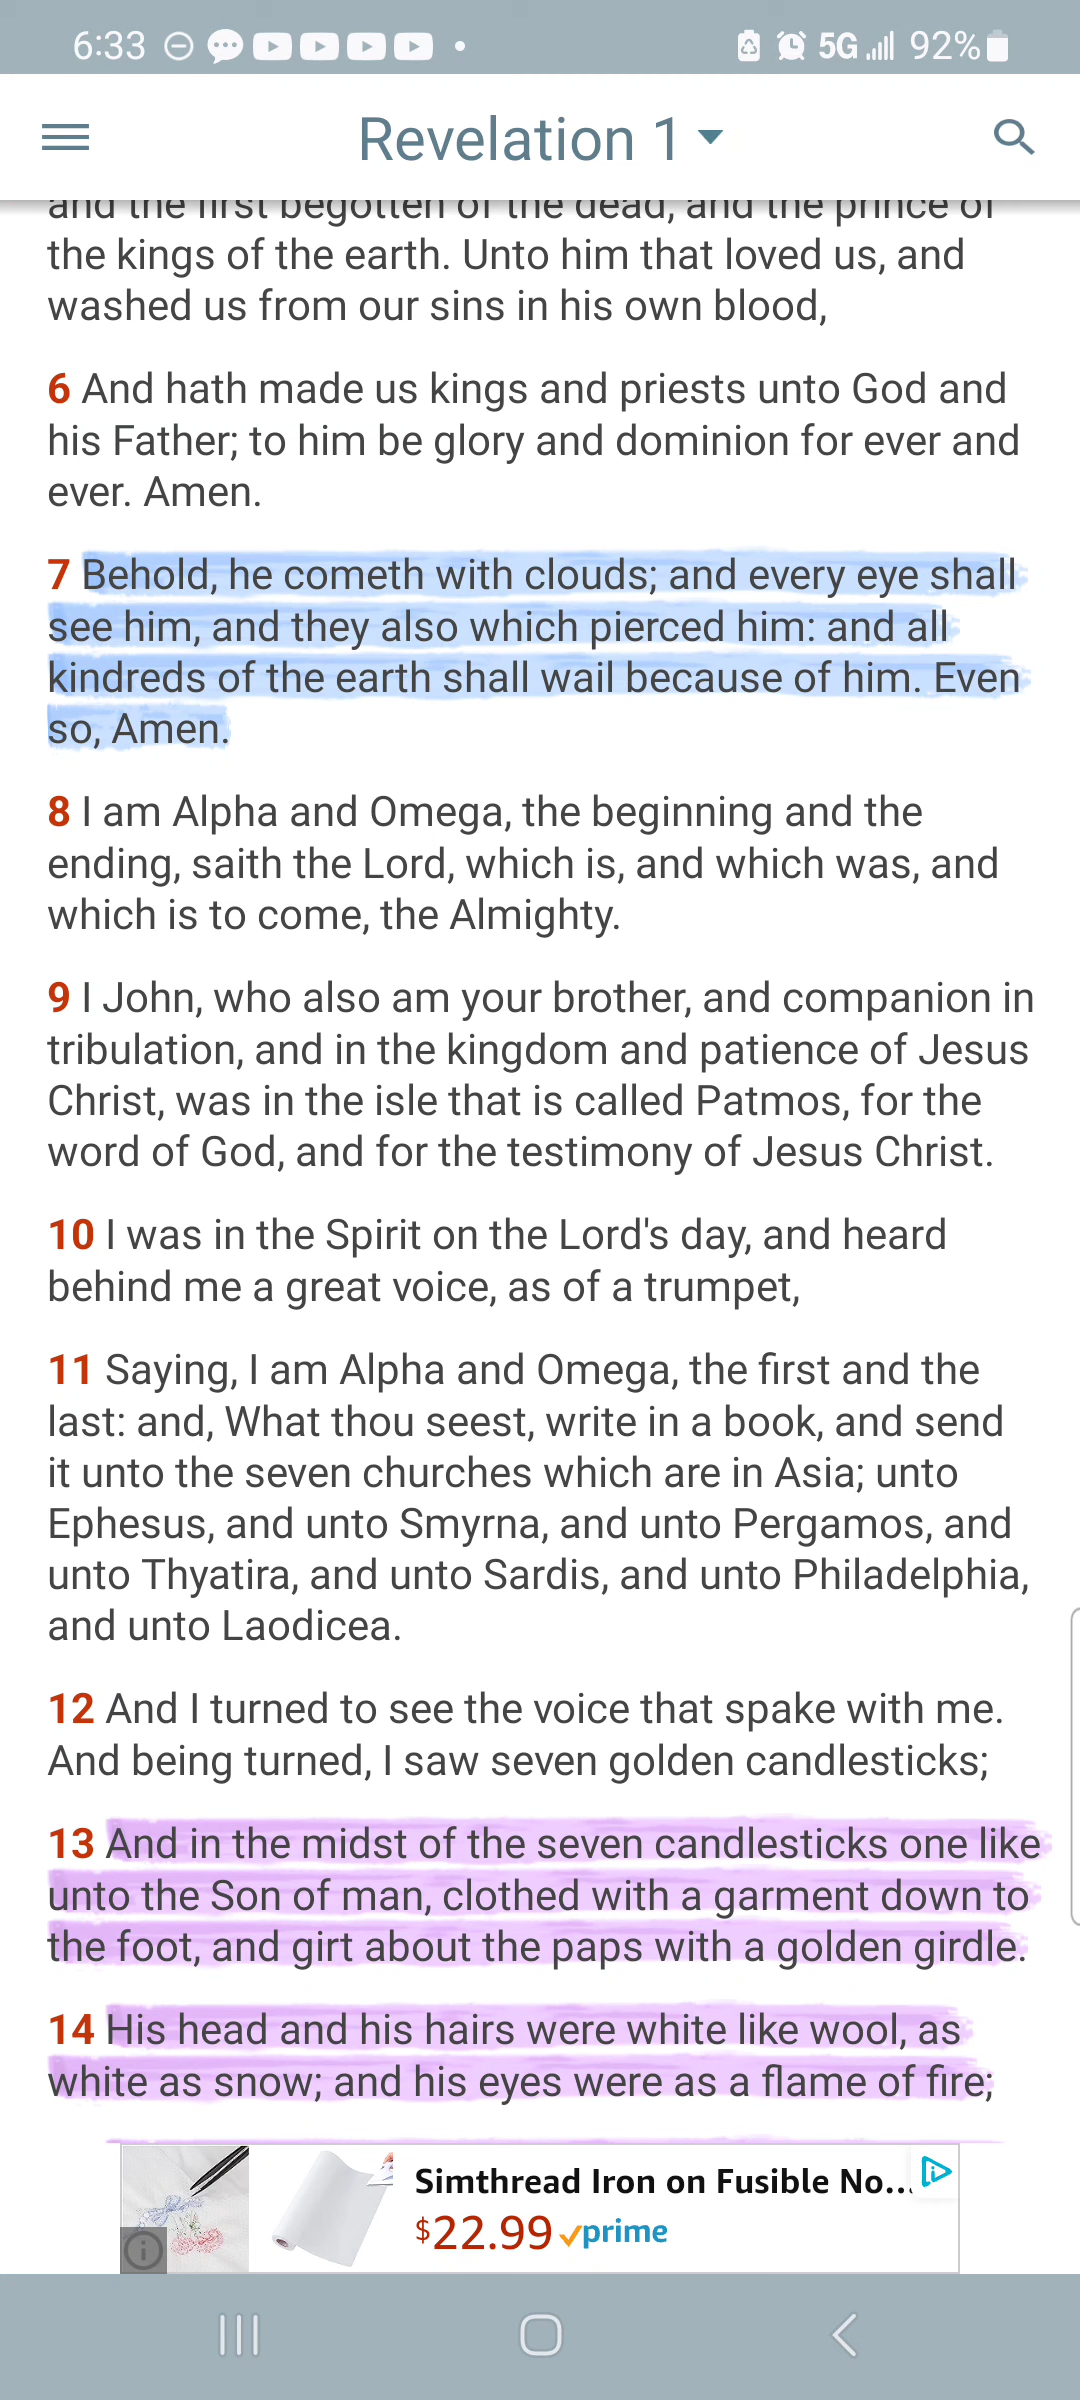 6:33
5G 92%
Revelation 1
and the first begotten of the dead, and the prince of
the kings of the earth. Unto him that loved us, and
washed us from our sins in his own blood,
6 And hath made us kings and priests unto God and
his Father; to him be glory and dominion for ever and
ever. Amen.
7 Behold, he cometh with clouds; and every eye shall
see him, and they also which pierced him: and all
kindreds of the earth shall wail because of him. Even
so, Amen.
8 I am Alpha and Omega, the beginning and the
ending, saith the Lord, which is, and which was, and
which is to come, the Almighty.
9 I John, who also am your brother, and companion in
tribulation, and in the kingdom and patience of Jesus
Christ, was in the isle that is called Patmos, for the
word of God, and for the testimony of Jesus Christ.
10 I was in the Spirit on the Lord's day, and heard
behind me a great voice, as of a trumpet,
11 Saying, I am Alpha and Omega, the first and the
last: and, What thou seest, write in a book, and send
it unto the seven churches which are in Asia; unto
Ephesus, and unto Smyrna, and unto Pergamos, and
unto Thyatira, and unto Sardis, and unto Philadelphia,
and unto Laodicea.
12 And I turned to see the voice that spake with me.
And being turned, I saw seven golden candlesticks;
13 And in the midst of the seven candlesticks one like
unto the Son of man, clothed with a garment down to
the foot, and girt about the paps with a golden girdle.
14 His head and his hairs were white like wool, as
white as snow; and his eyes were as a flame of fire;
Simthread Iron on Fusible No...
$22.99 prime